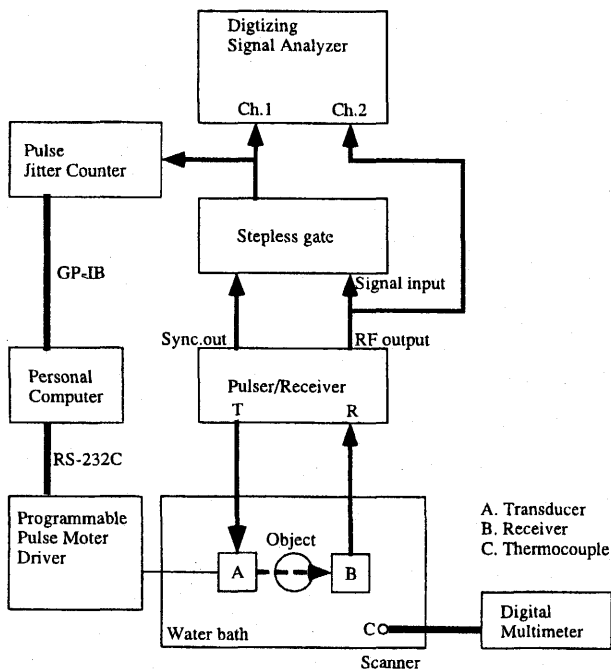 Digtizing
Signal Analyzer
Ch.1
Ch.2
Pulse
Jitter Counter
Stepless gate
GP-IB
Signal input
Sync.out
RF output
Personal
Computer
Pulser/Receiver
T
R
RS-232C
Programmable
Pulse Moter
Driver
Object
A
B
A. Transducer
B. Receiver
C. Thermocouple
Water bath
C
Digital
Multimeter
Scanner